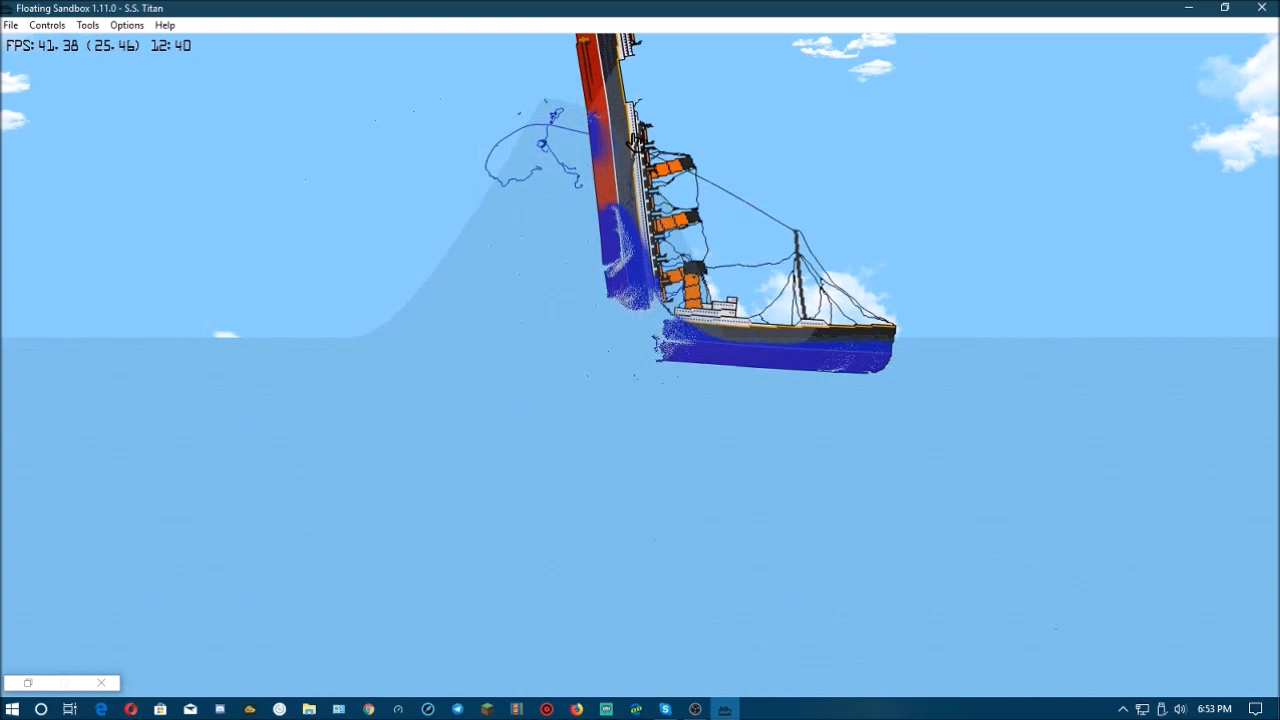 Floating Sandbox 1.11.0 - S.S. Titan
File Controls Tools Options Help
FPS:41.38 (25.46) 12:40
6:53 PM